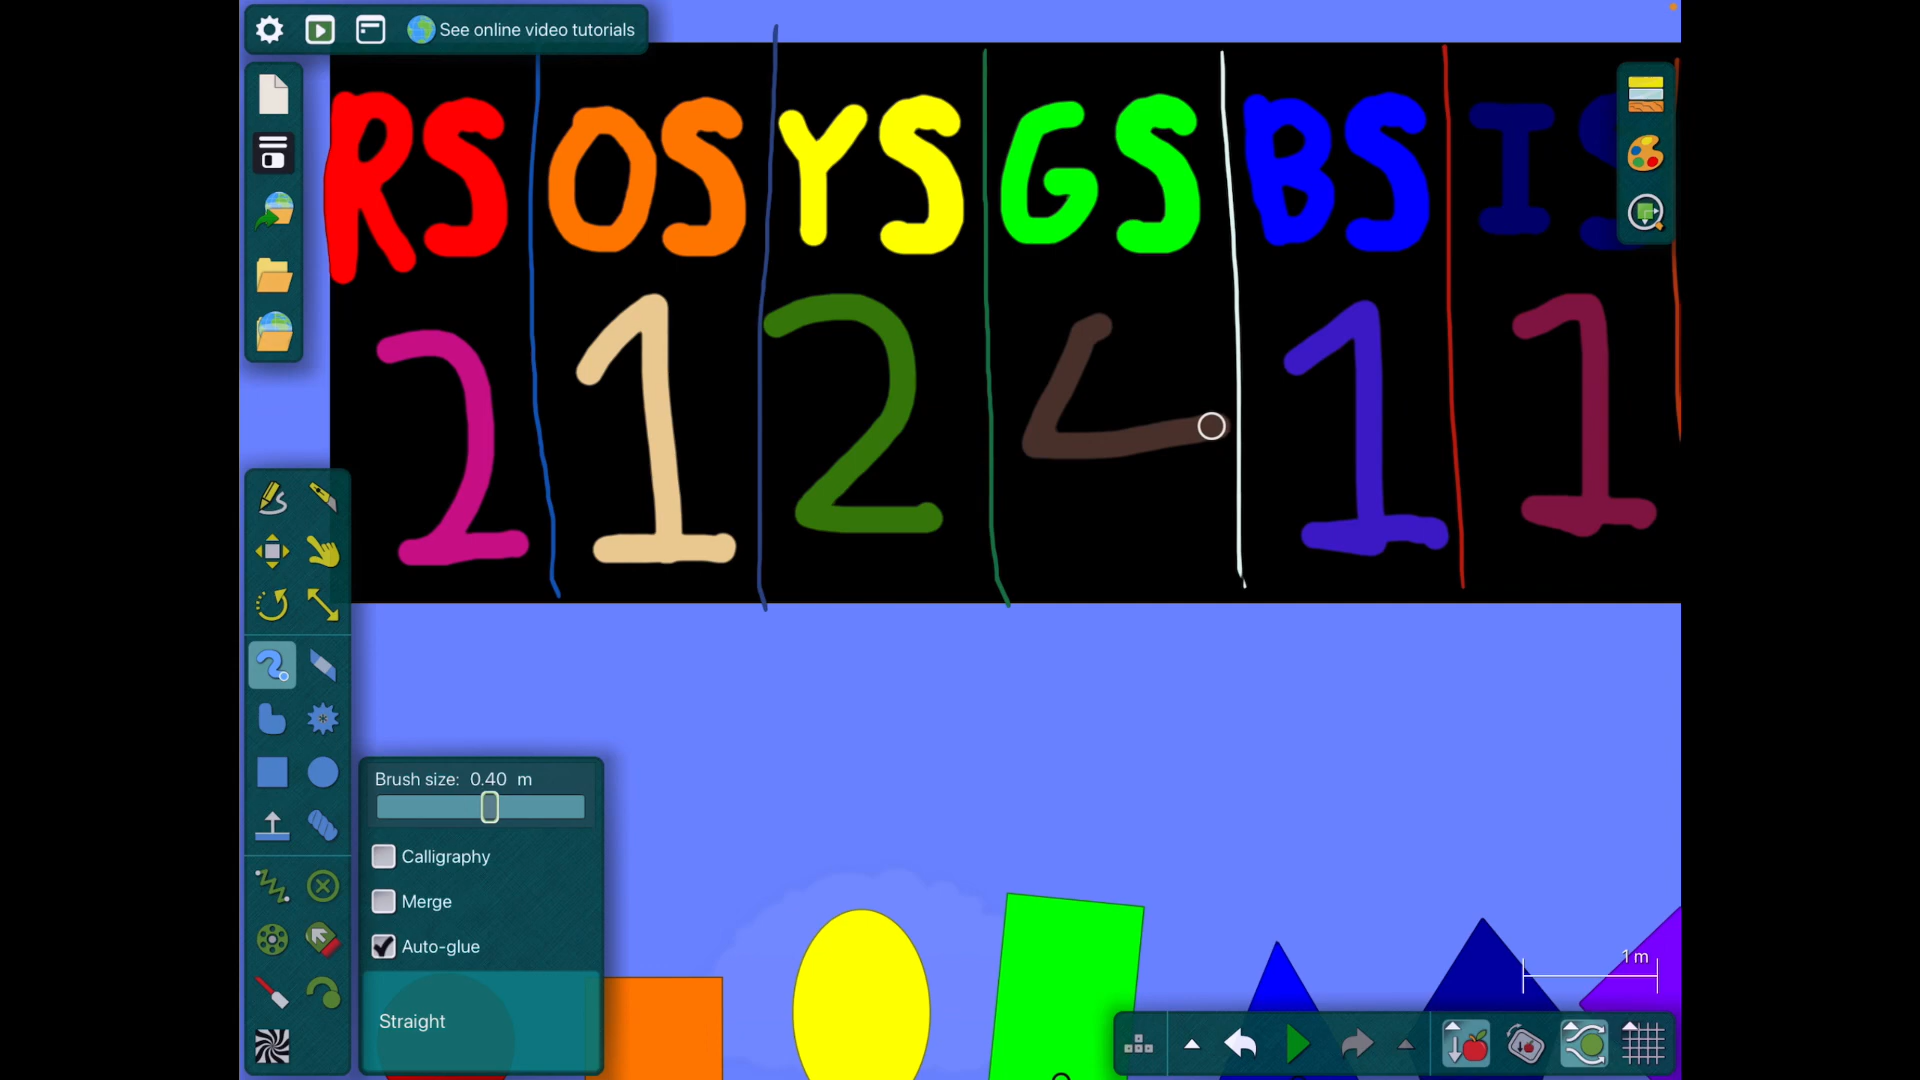 See online video tutorials
RS OS YS GS BS IS
2 1 2 1 1
Brush size: 0.40 m
Calligraphy
Merge
Auto-glue
Straight
1 m